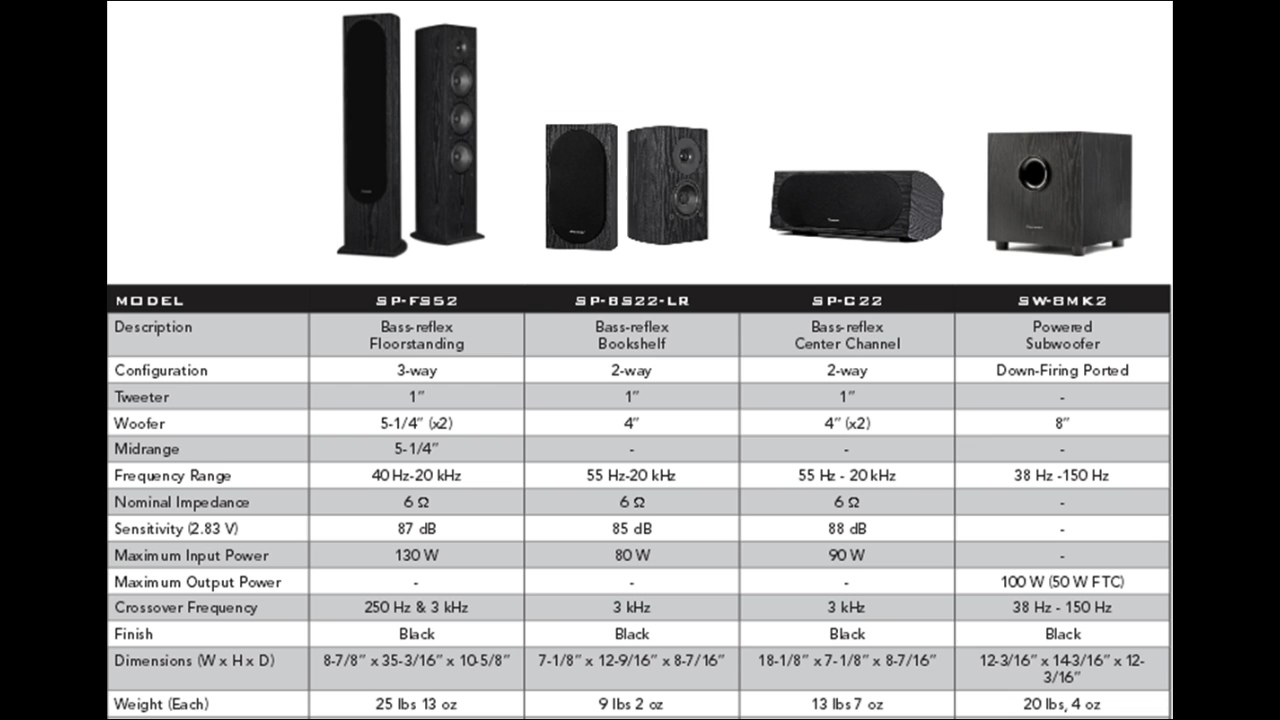 MODEL SP-FS52 SP-BS22-LR SP-C22 SW-8MK2
Description Bass-reflex Bass-reflex Bass-reflex Powered
Floorstanding Bookshelf Center Channel Subwoofer
Configuration 3-way 2-way 2-way Down-Firing Ported
Tweeter 1” 1” 1” -
Woofer 5-1/4” (x2) 4” 4” (x2) 8”
Midrange 5-1/4” - - -
Frequency Range 40 Hz-20 kHz 55 Hz-20 kHz 55 Hz - 20 kHz 38 Hz -150 Hz
Nominal Impedance 6 Ω 6 Ω 6 Ω -
Sensitivity (2.83 V) 87 dB 85 dB 88 dB -
Maximum Input Power 130 W 80 W 90 W -
Maximum Output Power - - - 100 W (50 W FTC)
Crossover Frequency 250 Hz & 3 kHz 3 kHz 3 kHz 38 Hz - 150 Hz
Finish Black Black Black Black
Dimensions (W x H x D) 8-7/8” x 35-3/16” x 10-5/8” 7-1/8” x 12-9/16” x 8-7/16” 18-1/8” x 7-1/8” x 8-7/16” 12-3/16” x 14-3/16” x 12-
3/16”
Weight (Each) 25 lbs 13 oz 9 lbs 2 oz 13 lbs 7 oz 20 lbs, 4 oz